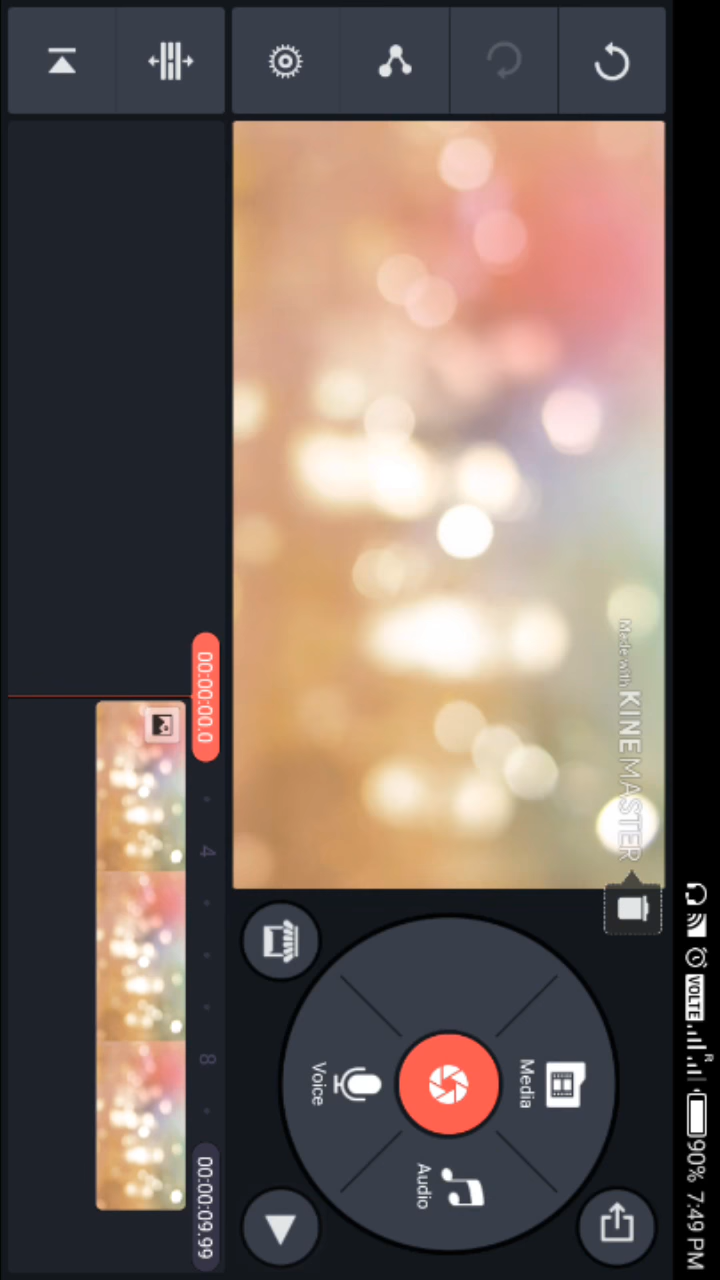 VOLTE R 90% 7:49 PM
Made with KINEMASTER
Media
Audio
Voice
00:00:00.0
4
8
00:00:09.99